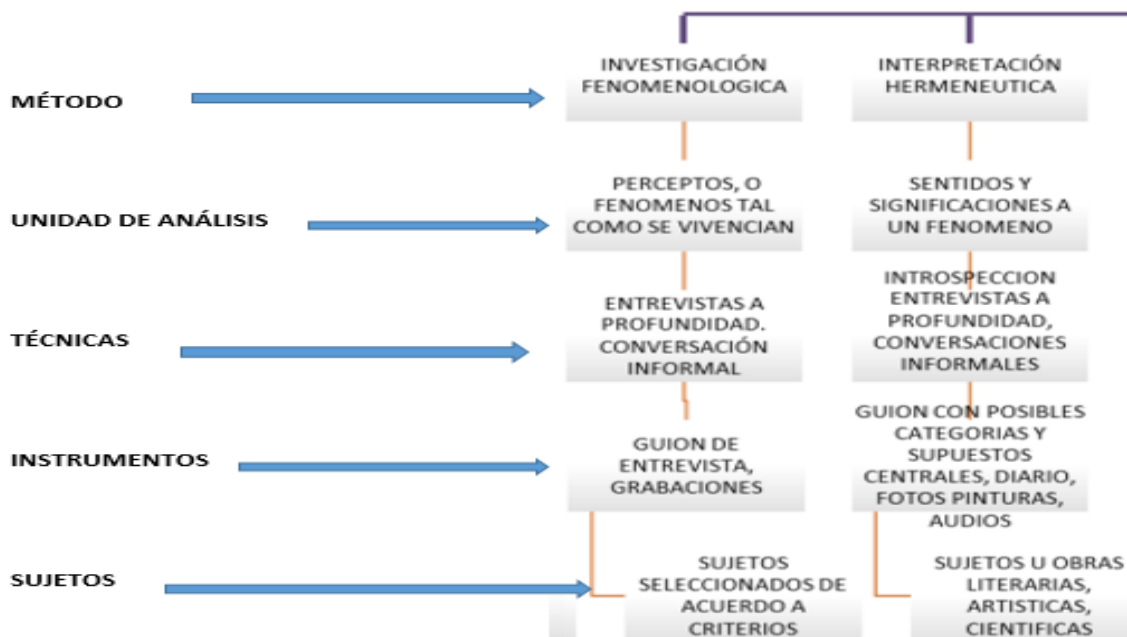 INVESTIGACIÓN
FENOMENOLOGICA
INTERPRETACIÓN
HERMENEUTICA
MÉTODO
PERCEPTOS, O
FENOMENOS TAL
COMO SE VIVENCIAN
SENTIDOS Y
SIGNIFICACIONES A
UN FENOMENO
UNIDAD DE ANÁLISIS
ENTREVISTAS A
PROFUNDIDAD.
CONVERSACIÓN
INFORMAL
INTROSPECCION
ENTREVISTAS A
PROFUNDIDAD,
CONVERSACIONES
INFORMALES
TÉCNICAS
GUION DE
ENTREVISTA,
GRABACIONES
GUION CON POSIBLES
CATEGORIAS Y
SUPUESTOS
CENTRALES, DIARIO,
FOTOS PINTURAS,
AUDIOS
INSTRUMENTOS
SUJETOS
SELECCIONADOS DE
ACUERDO A
CRITERIOS
SUJETOS U OBRAS
LITERARIAS,
ARTISTICAS,
CIENTIFICAS
SUJETOS